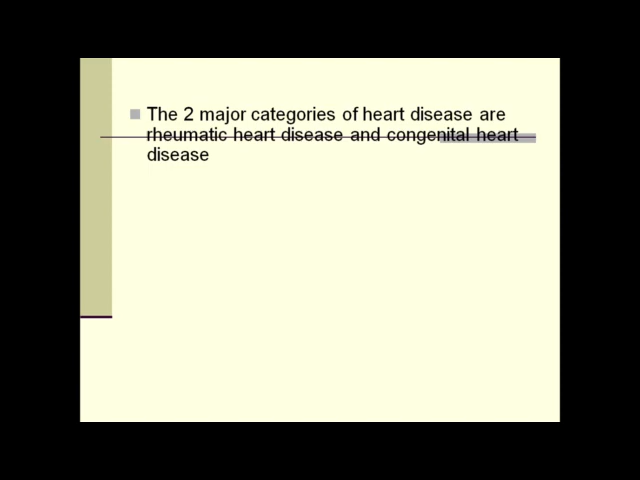 The 2 major categories of heart disease are
rheumatic heart disease and congenital heart
disease